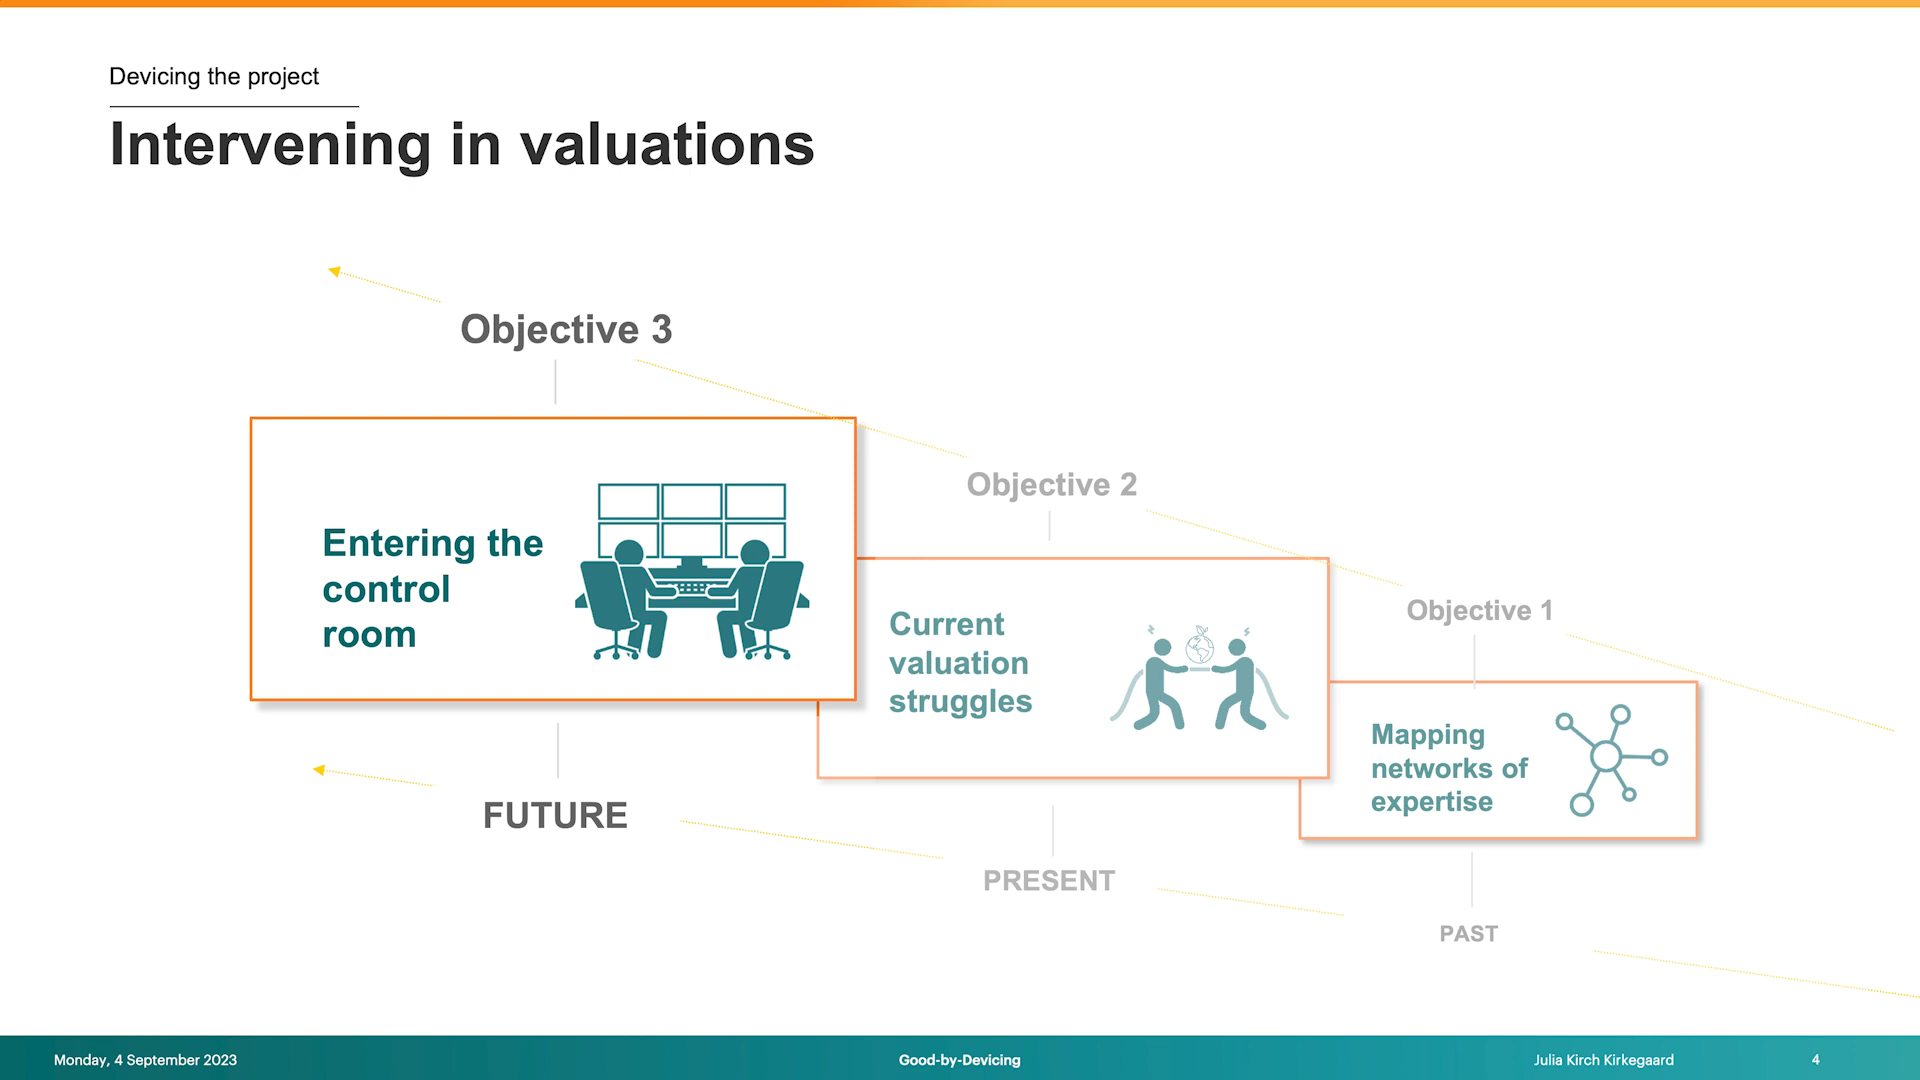 Devicing the project
Intervening in valuations
Objective 3
Entering the
control
room
FUTURE
Objective 2
Current
valuation
struggles
PRESENT
Objective 1
Mapping
networks of
expertise
PAST
Monday, 4 September 2023
Good-by-Devicing
Julia Kirch Kirkegaard
4